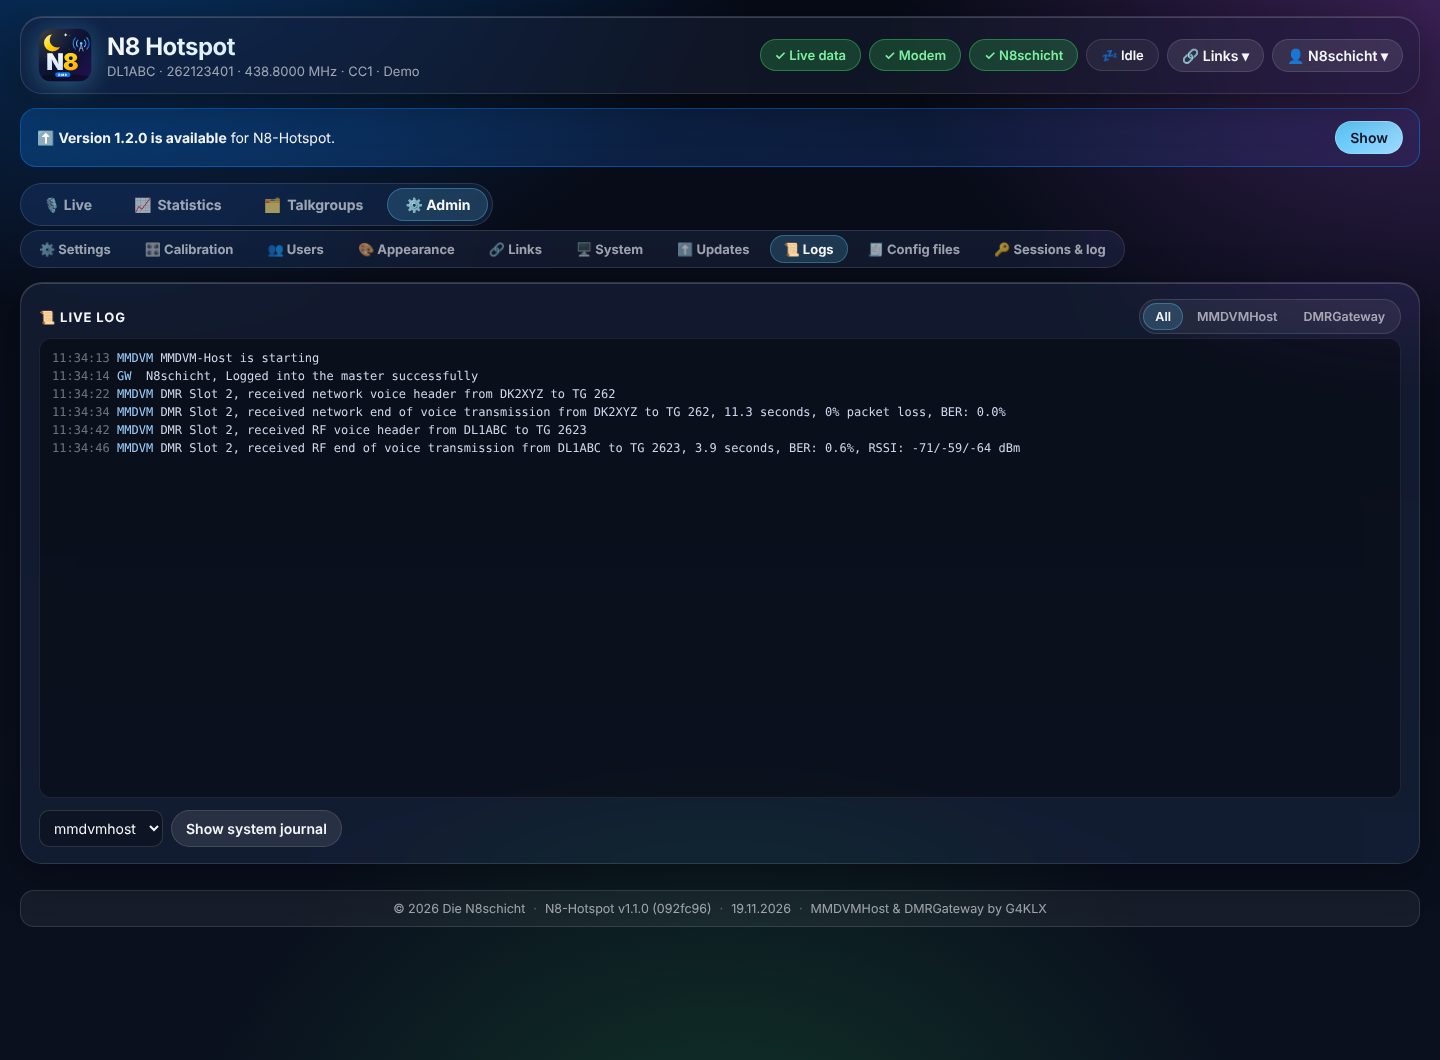 N8
DMR
N8 Hotspot
DL1ABC · 262123401 · 438.8000 MHz · CC1 · Demo
✓ Live data
✓ Modem
✓ N8schicht
💤 Idle
🔗 Links ▾
👤 N8schicht ▾
⬆️ Version 1.2.0 is available for N8-Hotspot.
Show
🎙️ Live
📈 Statistics
🗂️ Talkgroups
⚙️ Admin
⚙️ Settings
🎛️ Calibration
👥 Users
🎨 Appearance
🔗 Links
🖥️ System
⬆️ Updates
📜 Logs
🧾 Config files
🔑 Sessions & log
📜 LIVE LOG
All
MMDVMHost
DMRGateway
11:34:13 MMDVM MMDVM-Host is starting
11:34:14 GW N8schicht, Logged into the master successfully
11:34:22 MMDVM DMR Slot 2, received network voice header from DK2XYZ to TG 262
11:34:34 MMDVM DMR Slot 2, received network end of voice transmission from DK2XYZ to TG 262, 11.3 seconds, 0% packet loss, BER: 0.0%
11:34:42 MMDVM DMR Slot 2, received RF voice header from DL1ABC to TG 2623
11:34:46 MMDVM DMR Slot 2, received RF end of voice transmission from DL1ABC to TG 2623, 3.9 seconds, BER: 0.6%, RSSI: -71/-59/-64 dBm
mmdvmhost
Show system journal
© 2026 Die N8schicht · N8-Hotspot v1.1.0 (092fc96) · 19.11.2026 · MMDVMHost & DMRGateway by G4KLX